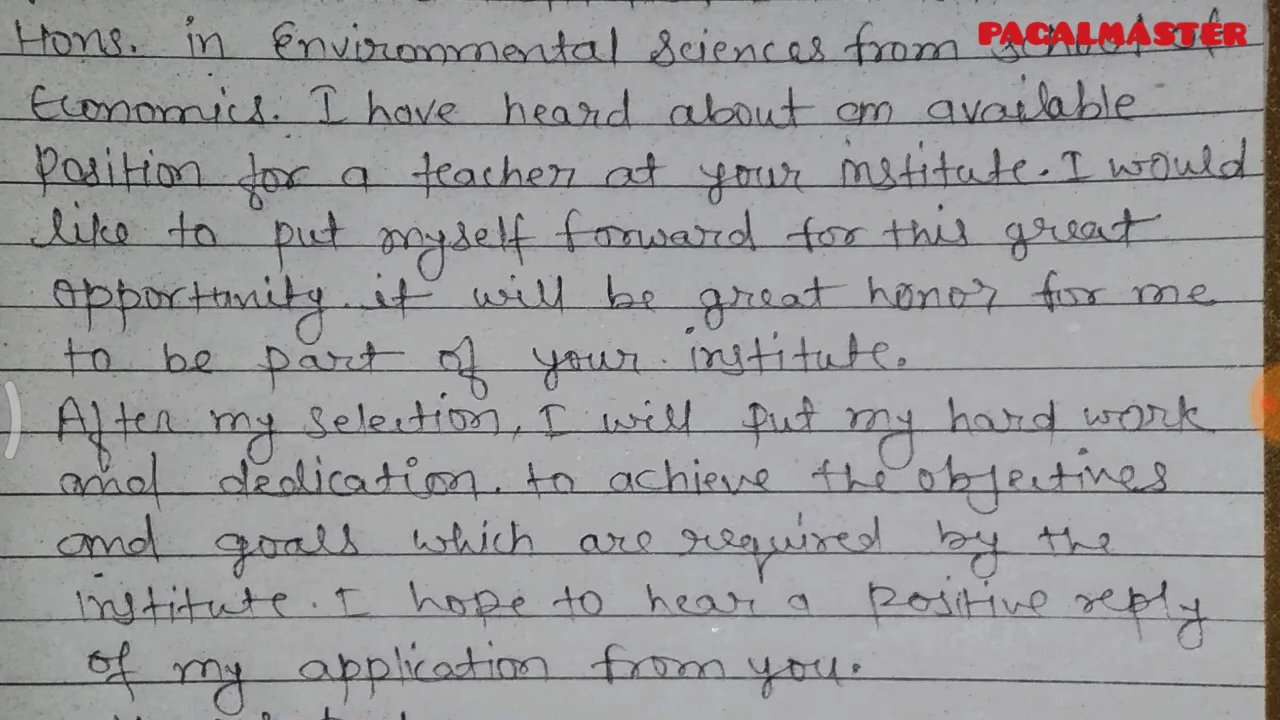 PAGALMASTER
Hons. in Environmental Sciences from School of
Economics. I have heard about an available
Position for a teacher at your institute. I would
like to put myself forward for this great
opportunity. it will be great honor for me
to be part of your institute.
After my selection, I will put my hard work
and dedication. to achieve the objectives
and goals which are required by the
institute. I hope to hear a Positive reply
of my application from you.